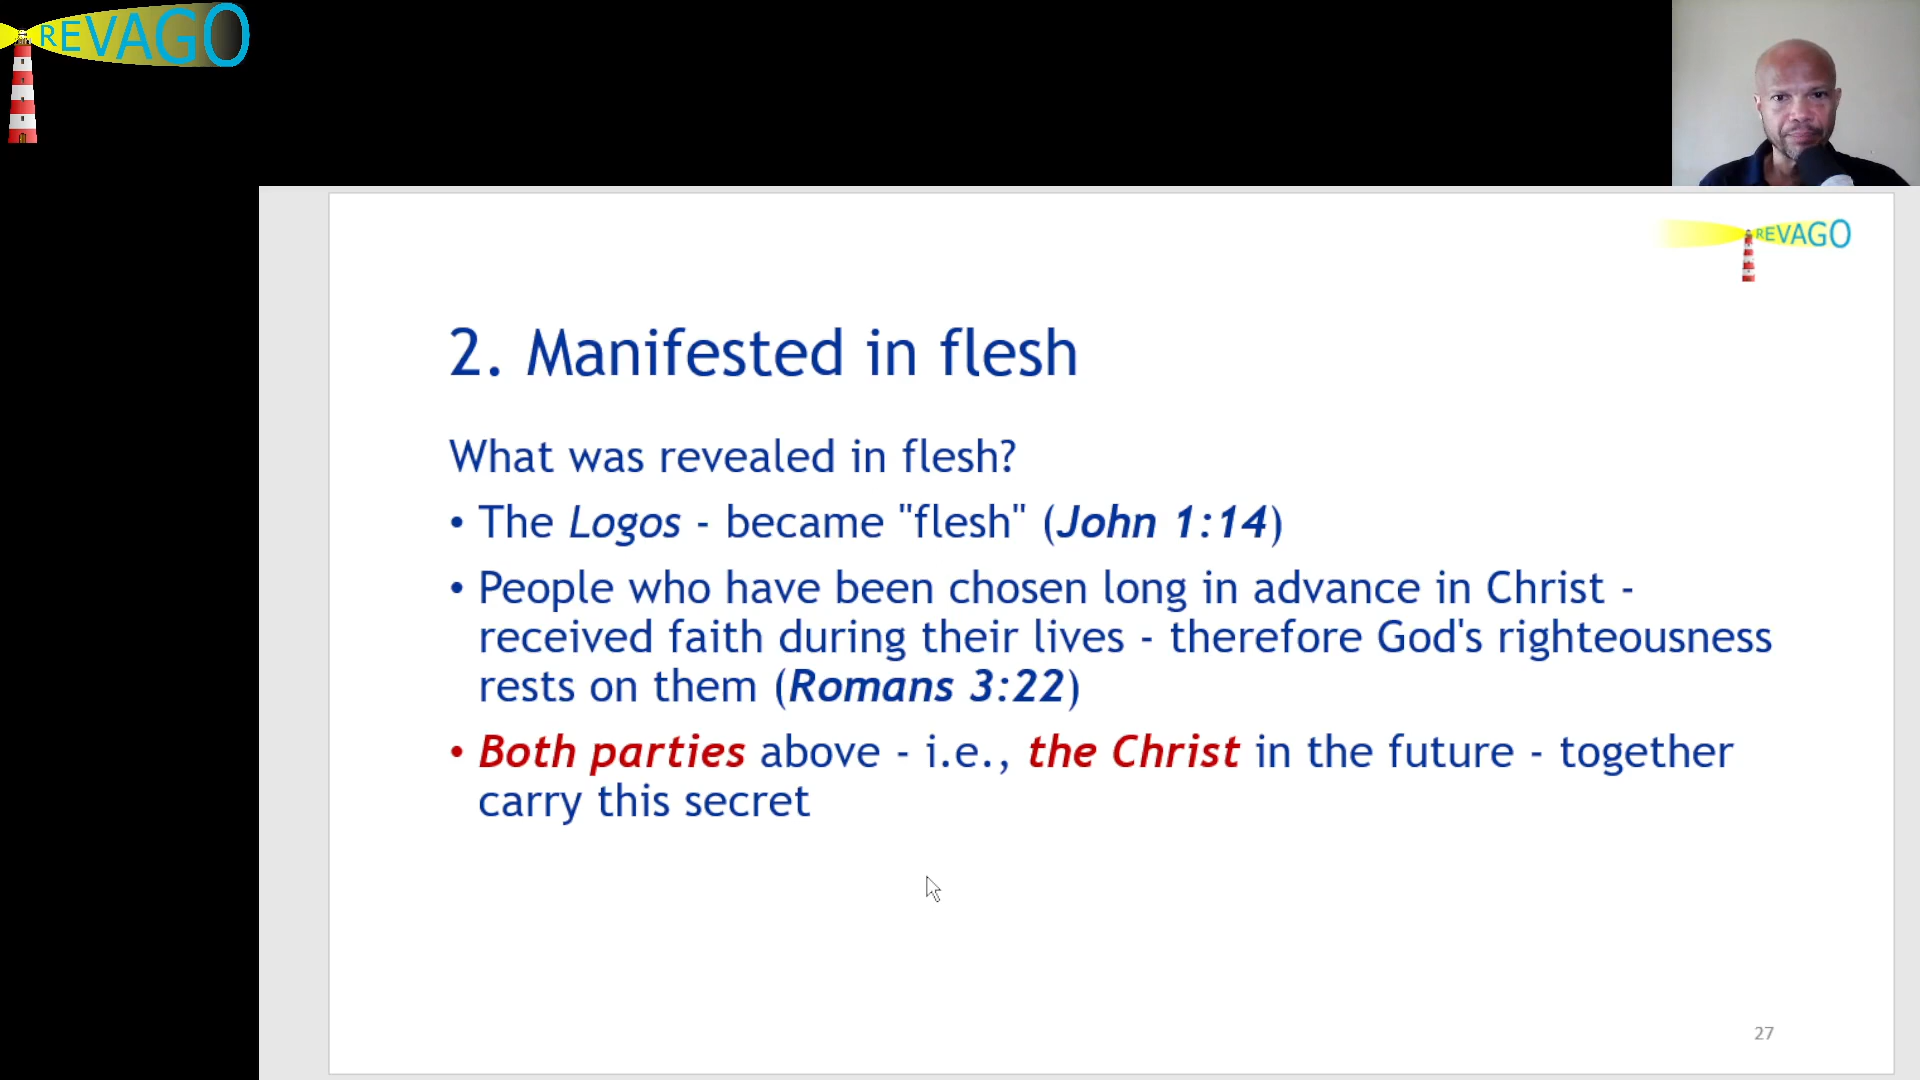 REVAGO
REVAGO
2. Manifested in flesh
What was revealed in flesh?
• The Logos - became "flesh" (John 1:14)
• People who have been chosen long in advance in Christ -
received faith during their lives - therefore God's righteousness
rests on them (Romans 3:22)
• Both parties above - i.e., the Christ in the future - together
carry this secret
27